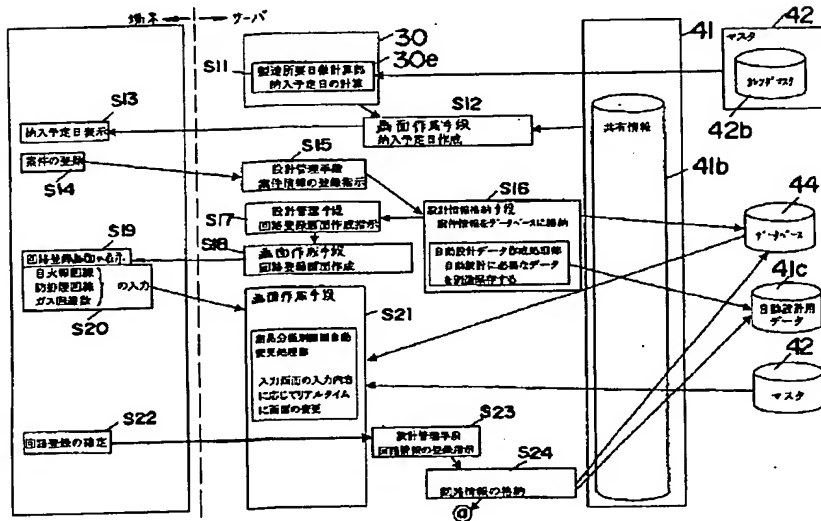 端末 サーバ
30
30e
S11
製造所要日数計算部
納入予定日の計算
41
42
マスタ
カレンダマスタ
42b
S13
納入予定日表示
S12
画面作成手段
納入予定日作成
共有情報
41b
案件の登録
S14
S15
設計管理手段
案件情報の登録指示
S16
設計情報格納手段
案件情報をデータベースに格納
自動設計データ作成処理部
自動設計に必要なデータ
を別途保存する
44
データベース
S17
設計管理手段
回路登録画面作成指示
S18
画面作成手段
回路登録画面作成
S19
回路登録画面の表示
自火報回線
防排煙回線
ガス回線数
の入力
S20
41c
自動設計用
データ
画面作成手段
S21
商品分類別画面自動
変更処理部
入力画面の入力内容
に応じてリアルタイム
に画面の変更
42
マスタ
S22
回路登録の確定
S23
設計管理手段
回路情報の登録指示
S24
回路情報の格納
ⓐ